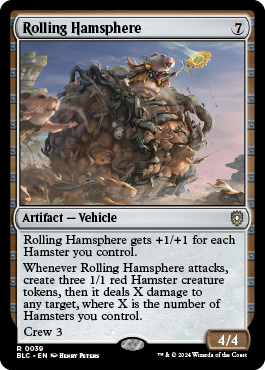 Rolling Hamsphere 7
Artifact — Vehicle
Rolling Hamsphere gets +1/+1 for each
Hamster you control.
Whenever Rolling Hamsphere attacks,
create three 1/1 red Hamster creature
tokens, then it deals X damage to
any target, where X is the number of
Hamsters you control.
Crew 3
4/4
R 0039
BLC • EN Henry Peters
™ & © 2024 Wizards of the Coast